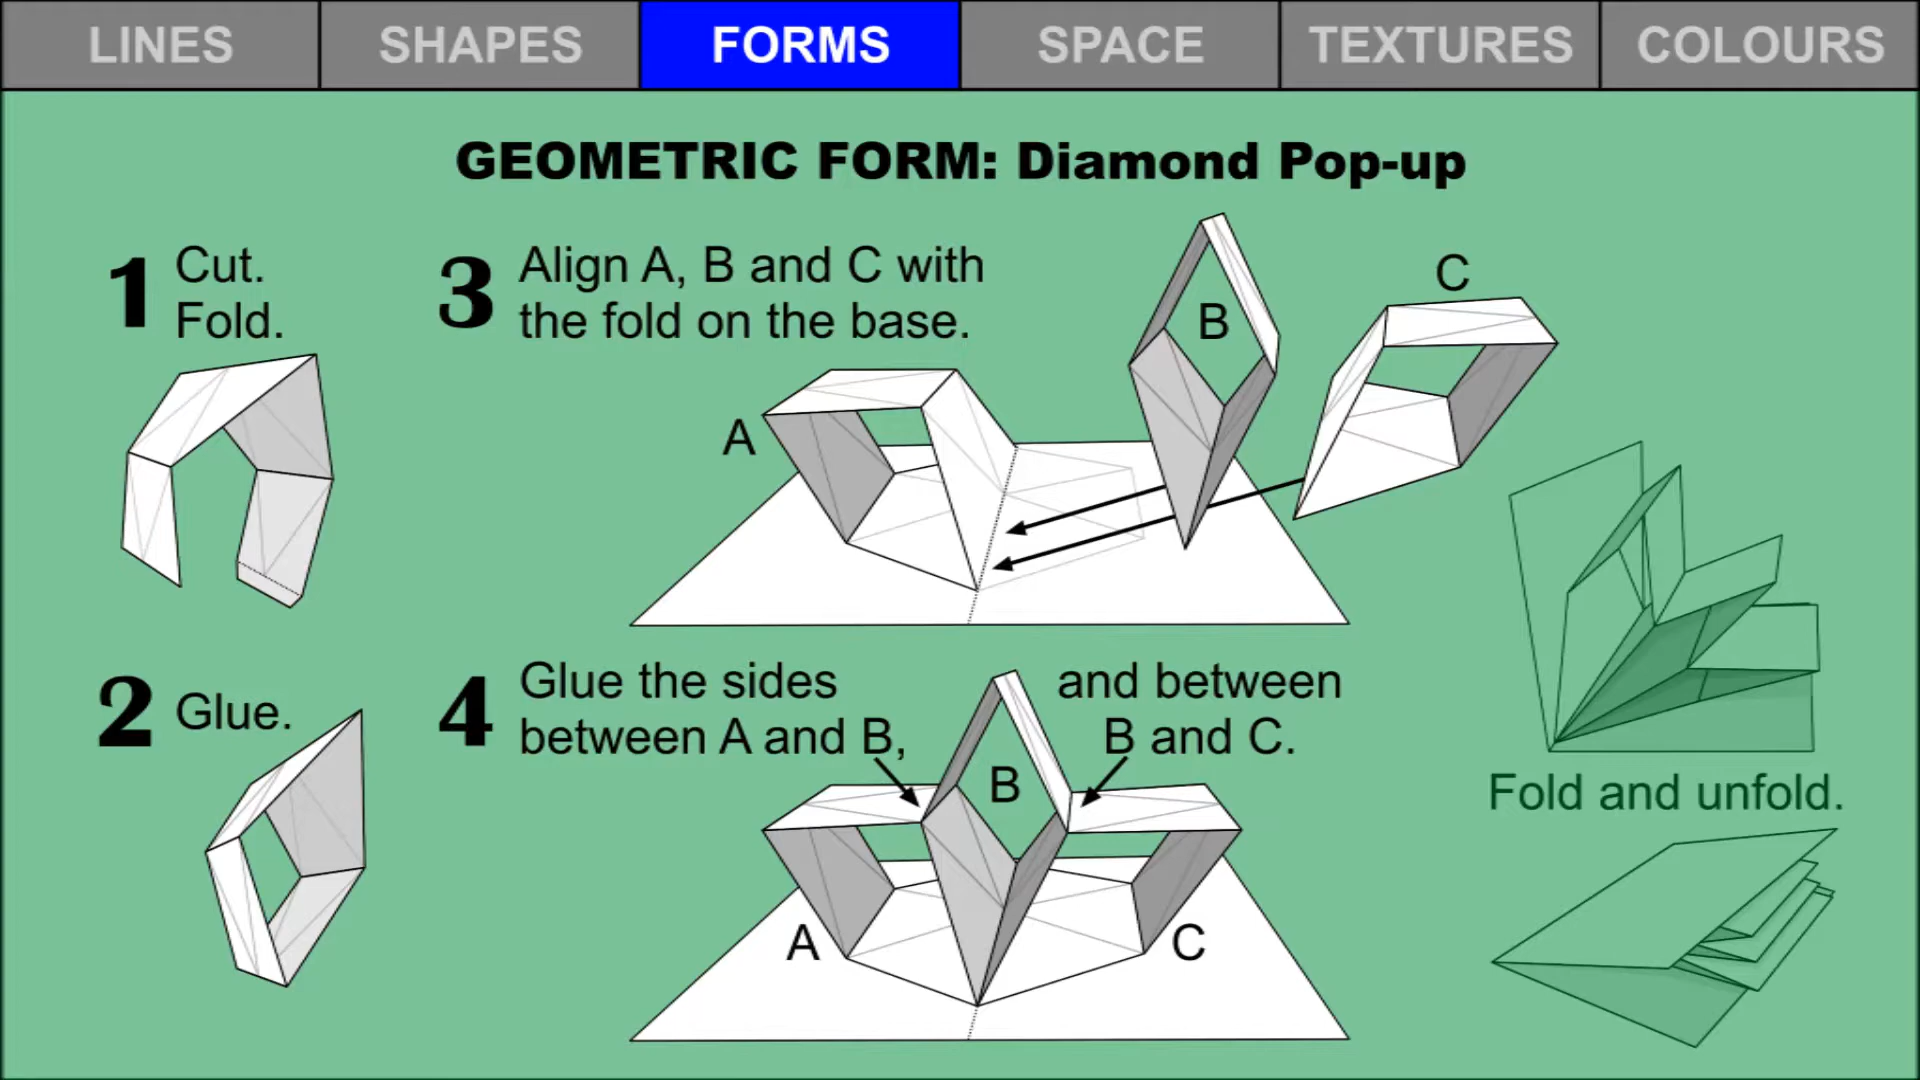 LINES SHAPES FORMS SPACE TEXTURES COLOURS
GEOMETRIC FORM: Diamond Pop-up
1 Cut.
Fold.
3 Align A, B and C with
the fold on the base.
A
B
C
2 Glue.
4 Glue the sides
between A and B,
and between
B and C.
B
A
C
Fold and unfold.